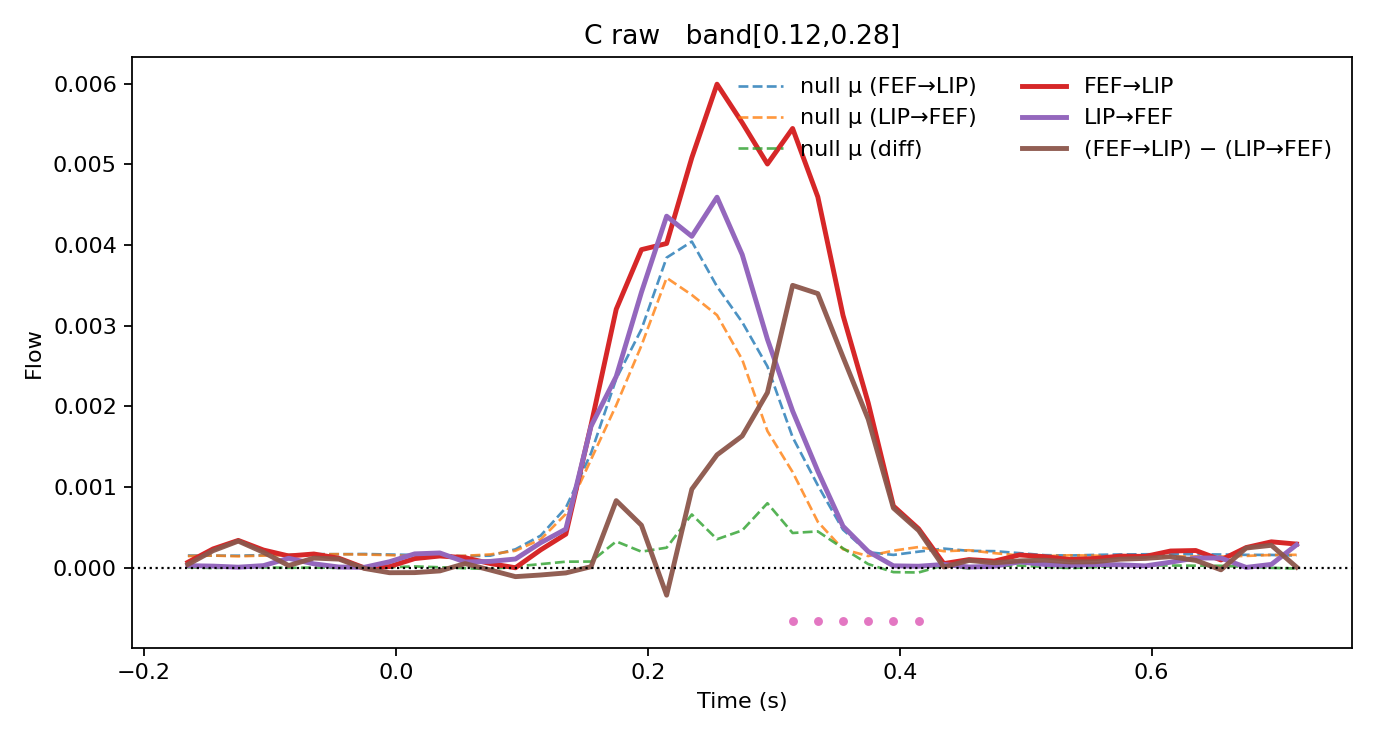 C raw   band[0.12,0.28]
0.006
0.005
0.004
0.003
0.002
0.001
0.000
Flow
null μ (FEF→LIP)
null μ (LIP→FEF)
null μ (diff)
FEF→LIP
LIP→FEF
(FEF→LIP) − (LIP→FEF)
−0.2 0.0 0.2 0.4 0.6
Time (s)